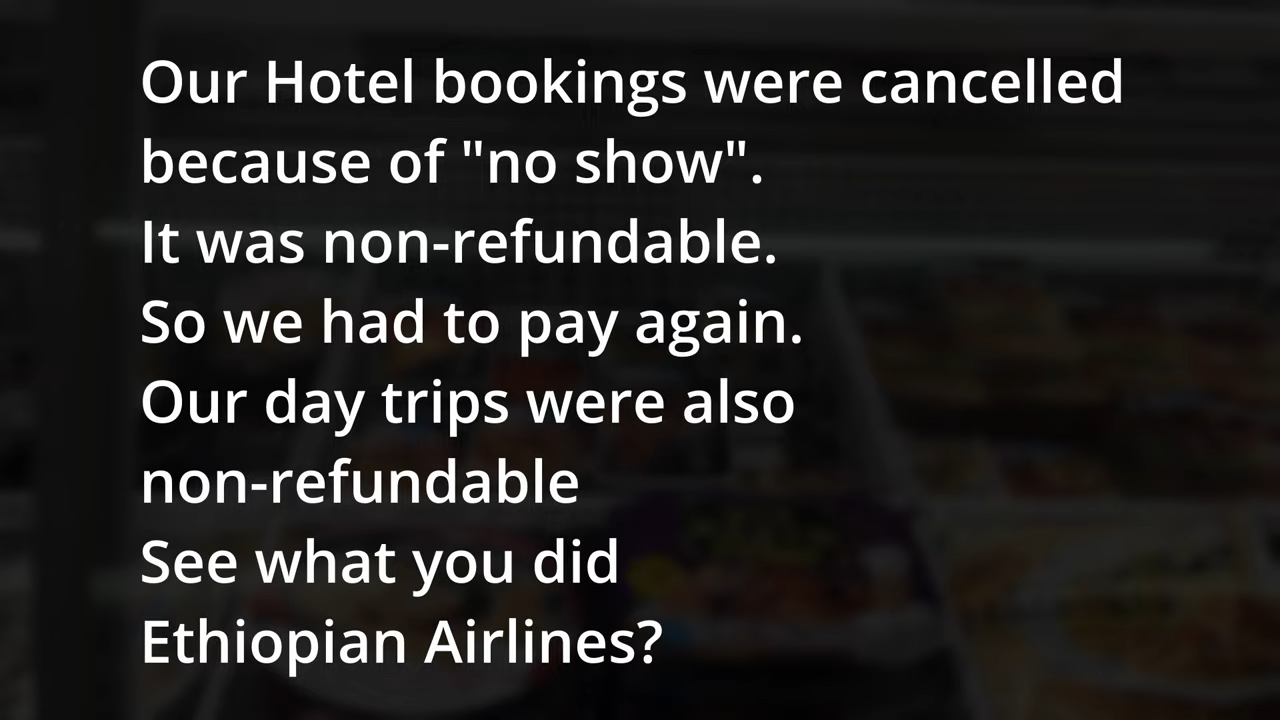 Our Hotel bookings were cancelled
because of "no show".
It was non-refundable.
So we had to pay again.
Our day trips were also
non-refundable
See what you did
Ethiopian Airlines?